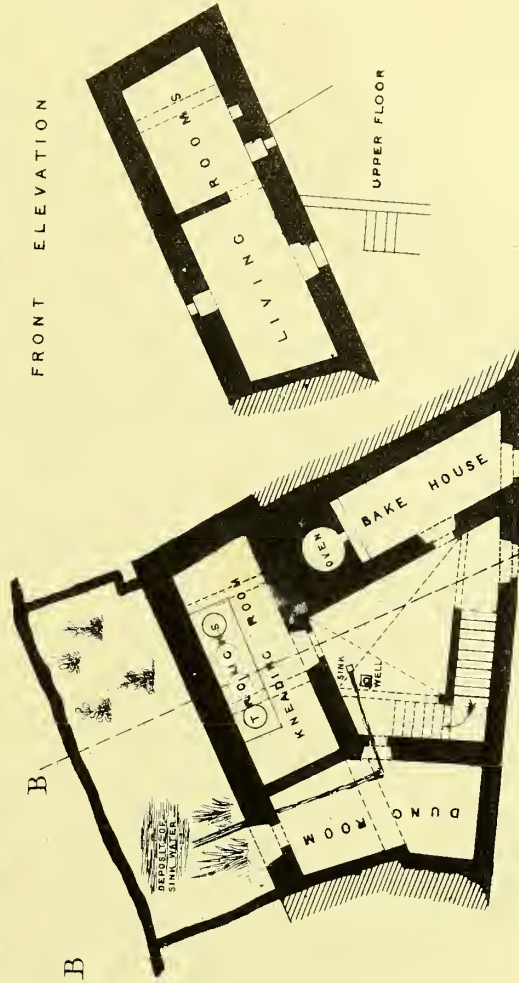 FRONT ELEVATION
LIVING ROOMS
UPPER FLOOR
B
B
DEPOSIT OF
SINK WATER
TROUGHS
KNEADING ROOM
OVEN
BAKE HOUSE
SINK
WELL
DUNG
ROOM